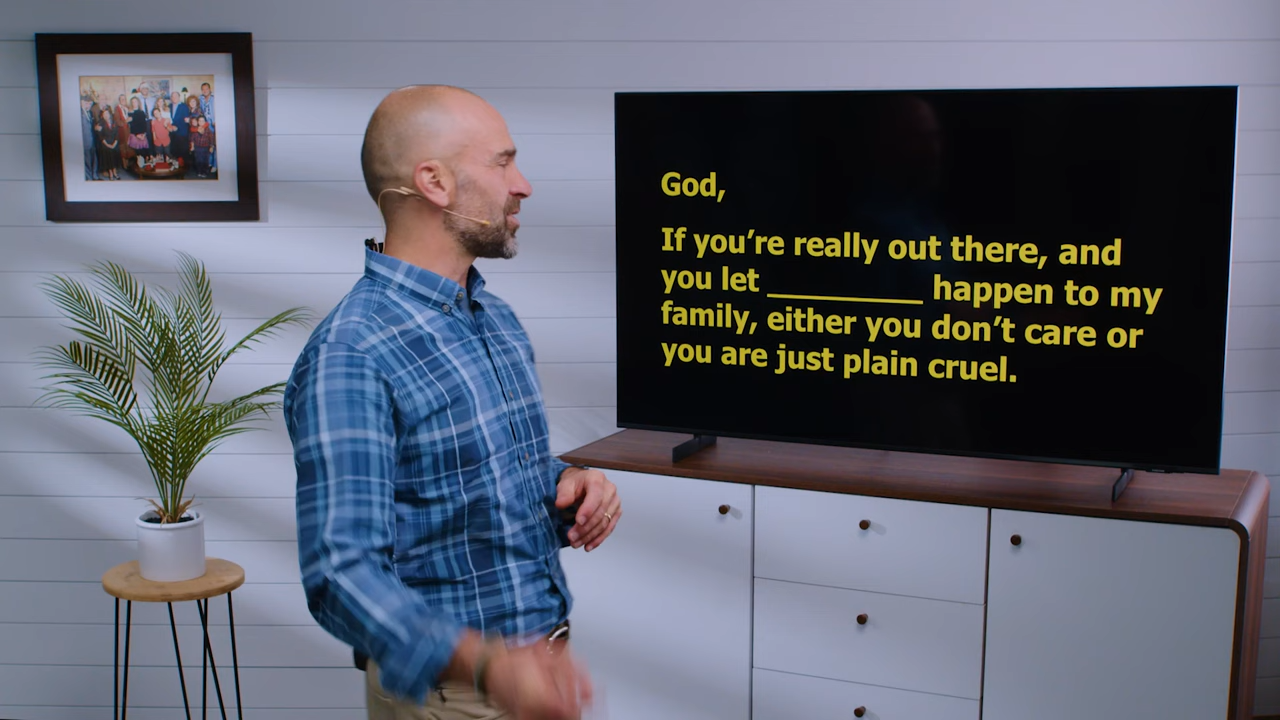 God,
If you're really out there, and
you let __________ happen to my
family, either you don't care or
you are just plain cruel.